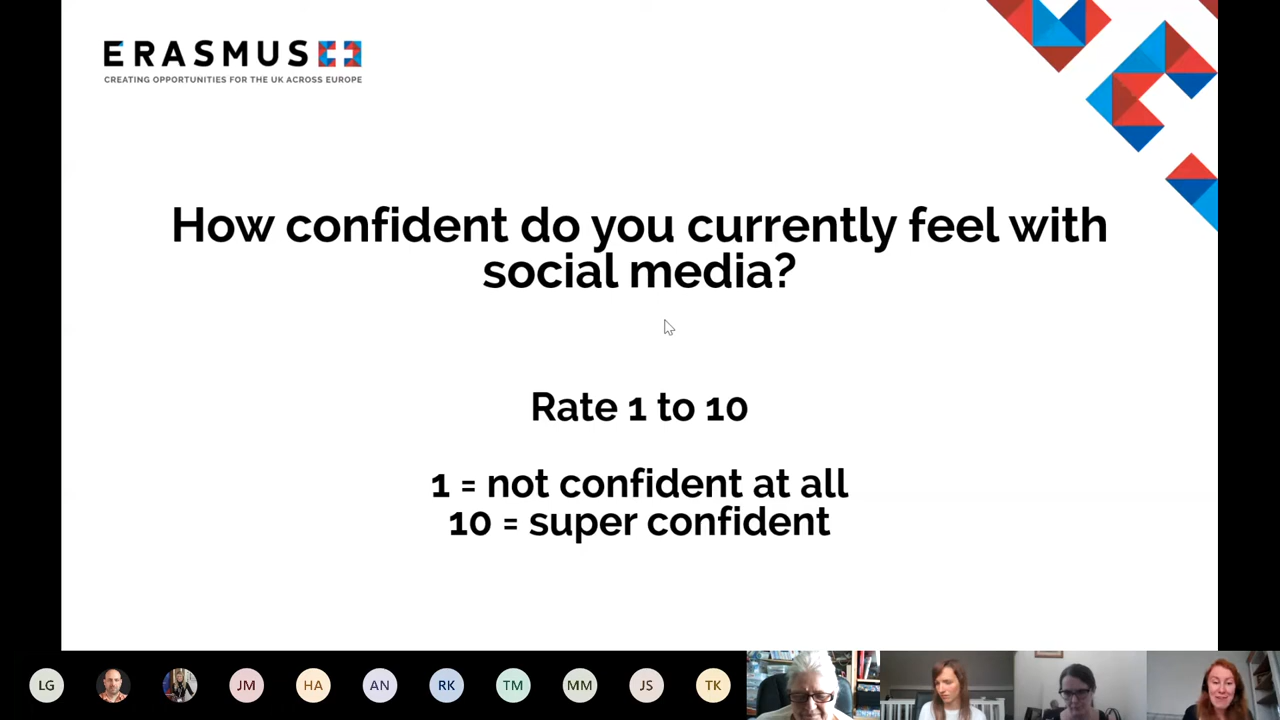 ERASMUS
CREATING OPPORTUNITIES FOR THE UK ACROSS EUROPE
How confident do you currently feel with
social media?
Rate 1 to 10
1 = not confident at all
10 = super confident
LG
JM
HA
AN
RK
TM
MM
JS
TK